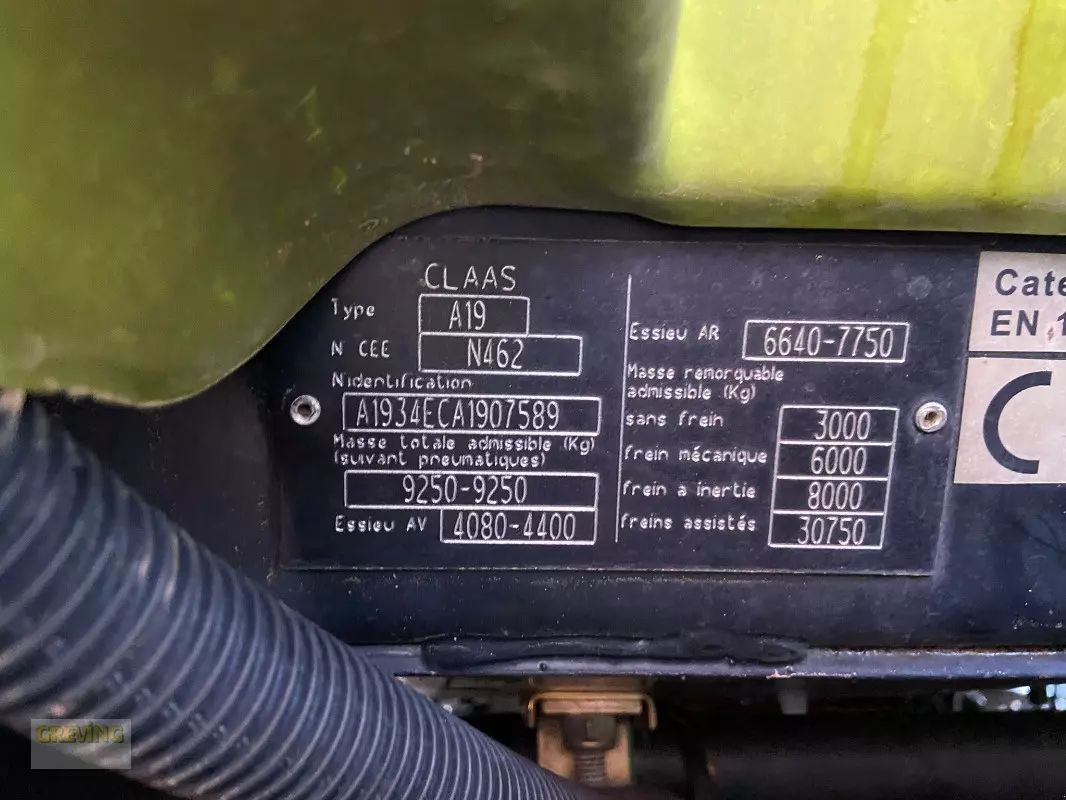 CLAAS
Type A19
N CEE N462
N'identification
A1934ECA1907589
Masse totale admissible (Kg)
(suivant pneumatiques)
9250-9250
Essieu AV 4080-4400
Essieu AR 6640-7750
Masse remorquable
admissible (Kg)
sans frein 3000
frein mécanique 6000
frein a inertie 8000
freins assistés 30750
Cate
EN 1
C
GREVING